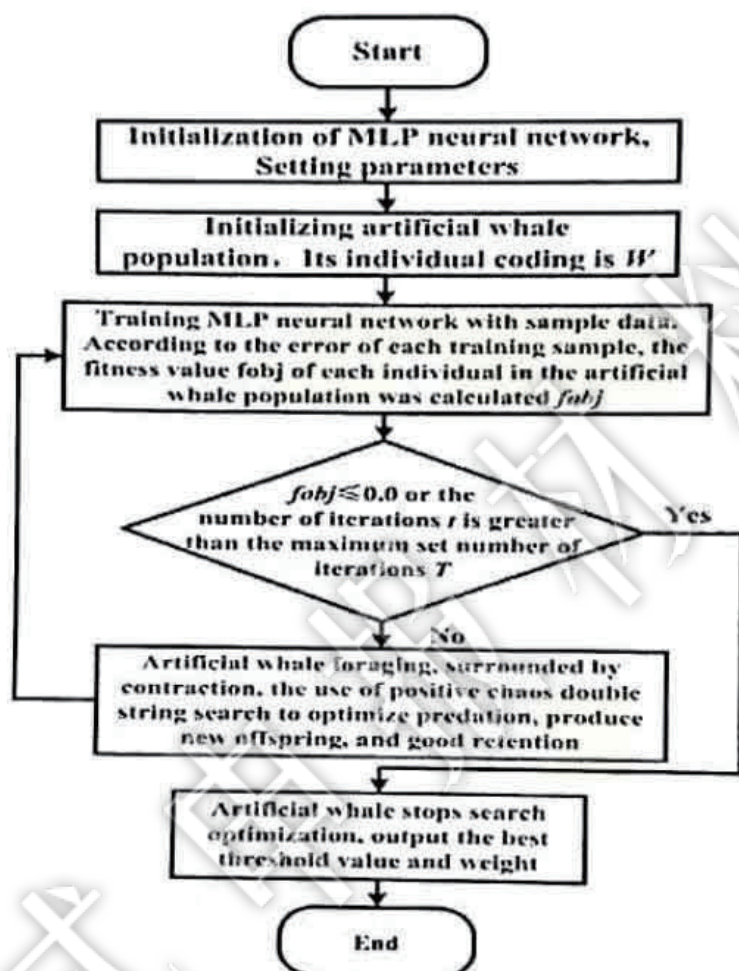 Start
Initialization of MLP neural network,
Setting parameters
Initializing artificial whale
population. Its individual coding is W
Training MLP neural network with sample data.
According to the error of each training sample, the
fitness value fobj of each individual in the artificial
whale population was calculated fobj
fobj≤0.0 or the
number of iterations t is greater
than the maximum set number of
iterations T
Yes
No
Artificial whale foraging, surrounded by
contraction, the use of positive chaos double
string search to optimize predation, produce
new offspring, and good retention
Artificial whale stops search
optimization, output the best
threshold value and weight
End